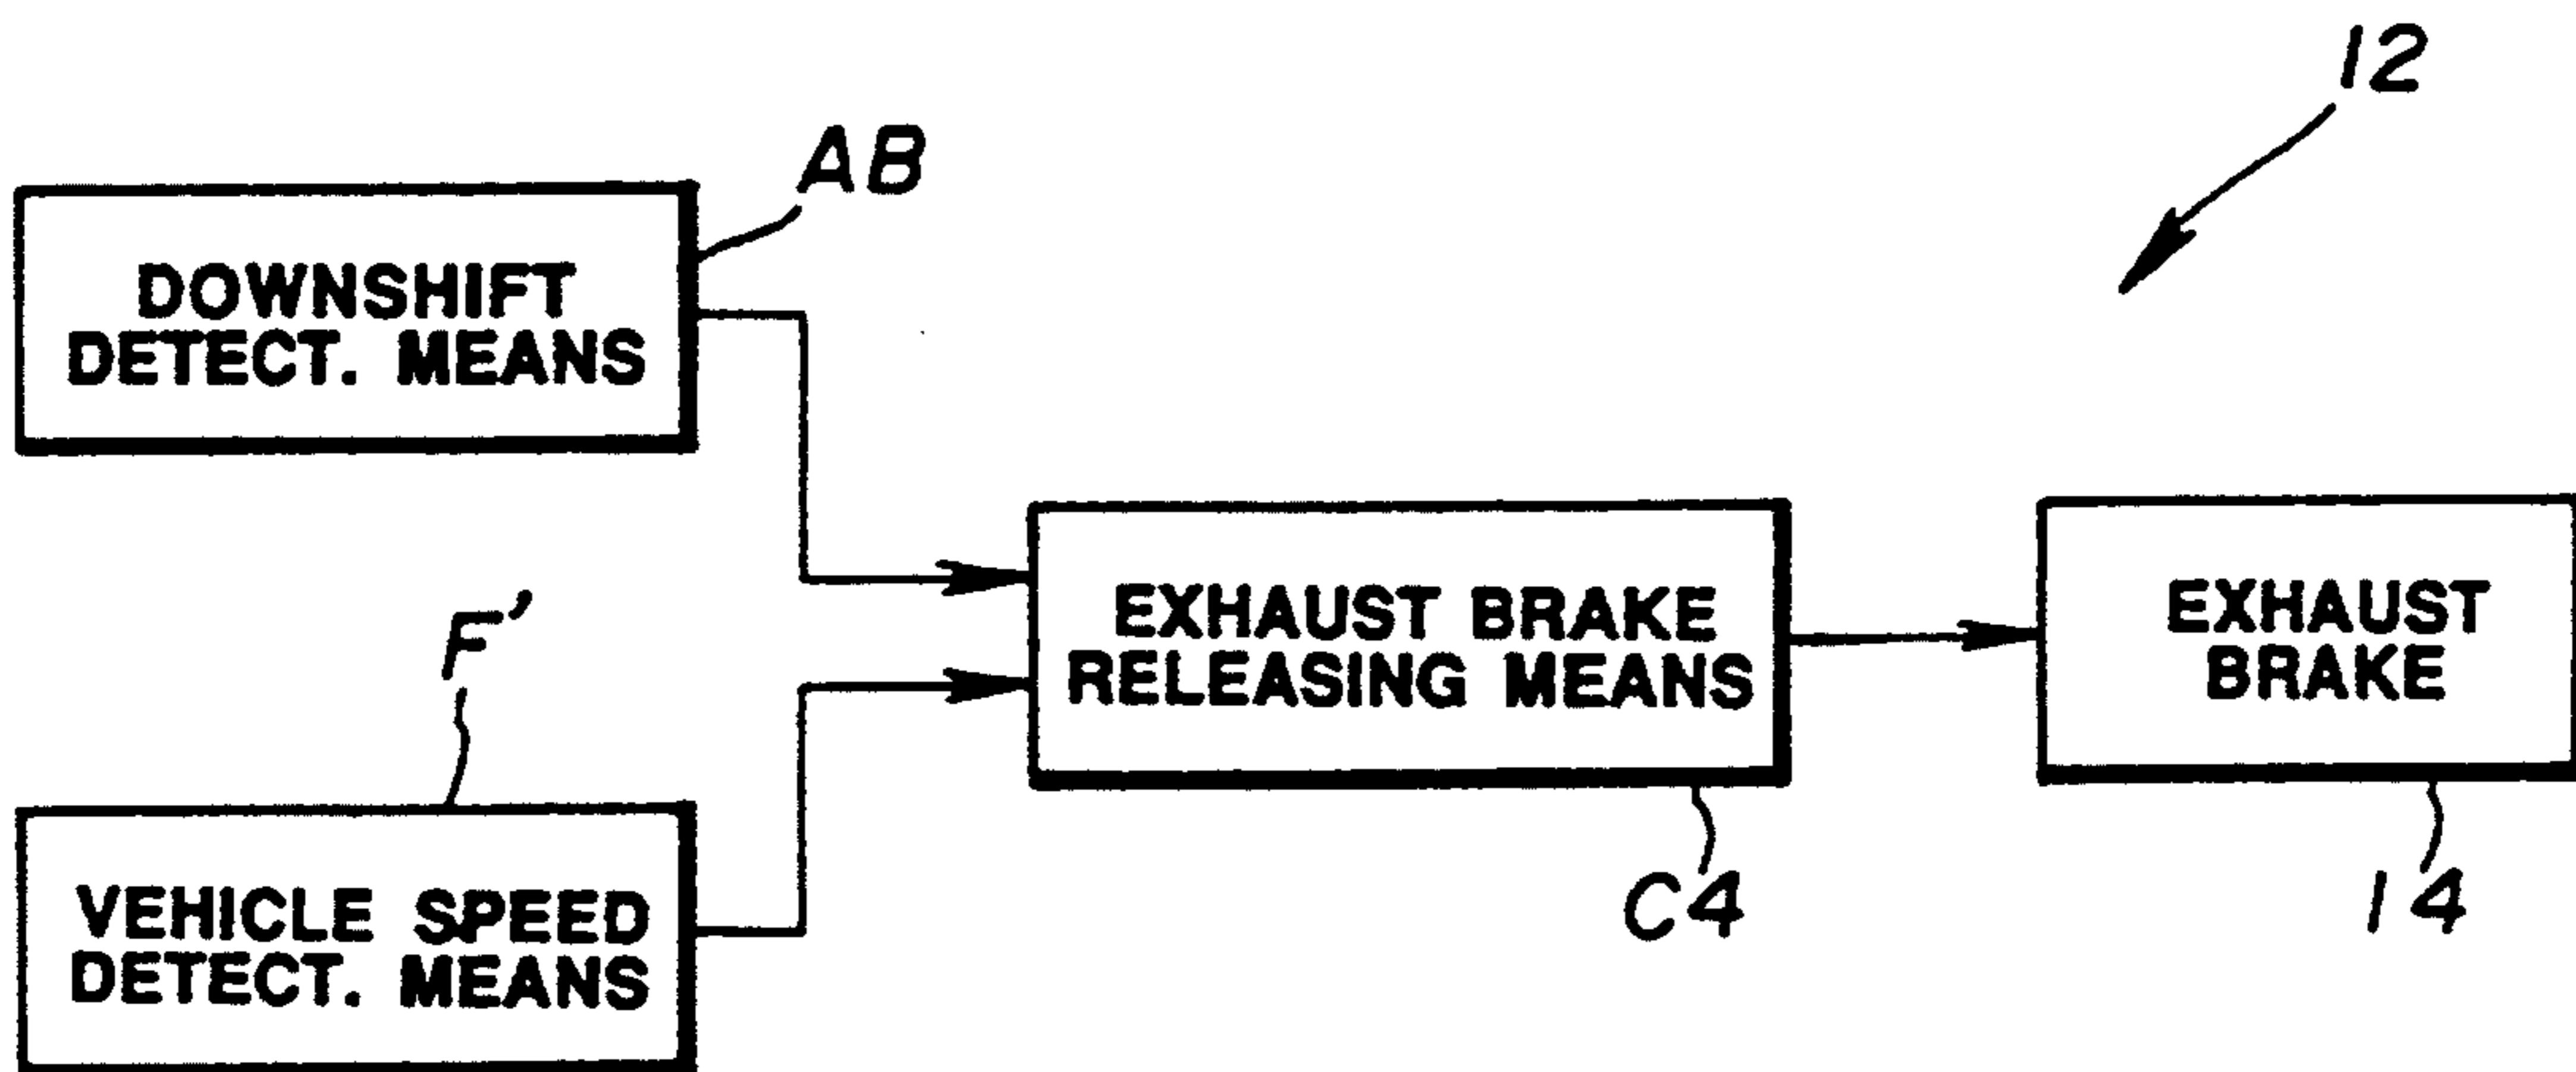 12
AB
DOWNSHIFT
DETECT. MEANS
F'
EXHAUST BRAKE
RELEASING MEANS
EXHAUST
BRAKE
VEHICLE SPEED
DETECT. MEANS
C4
14